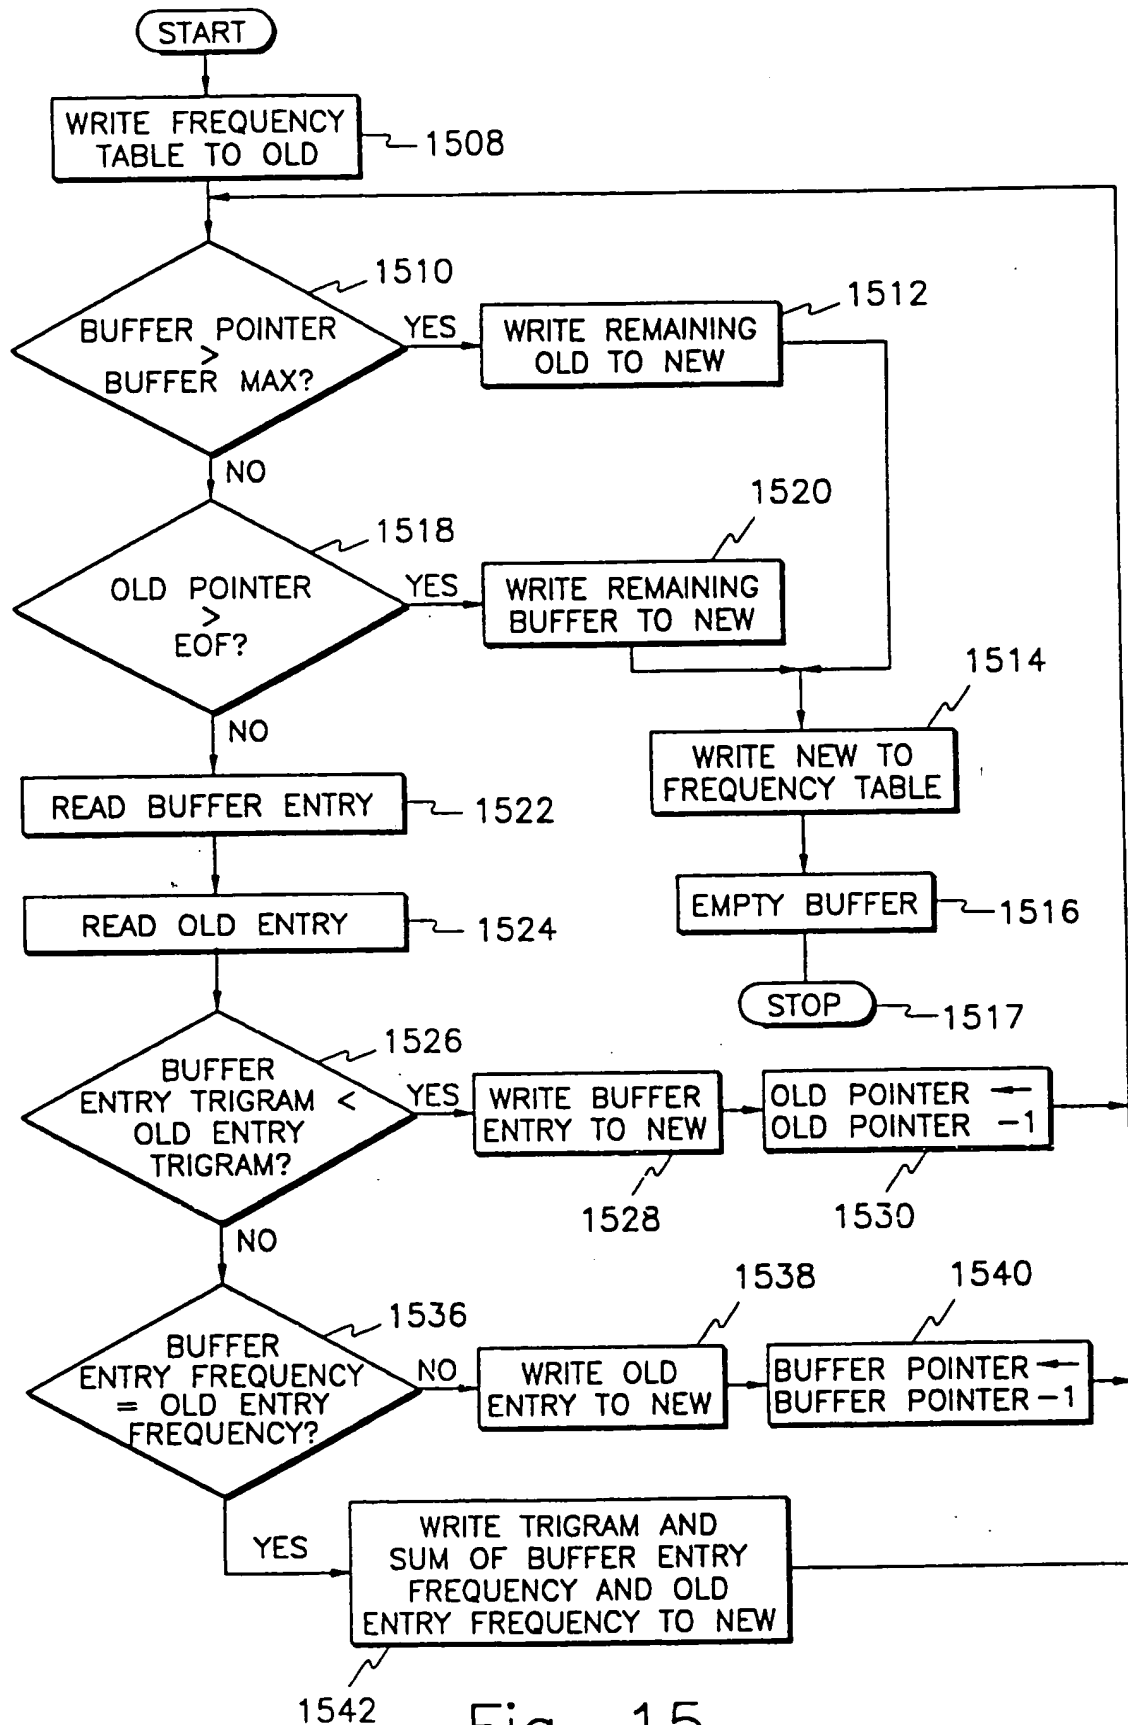 START
WRITE FREQUENCY
TABLE TO OLD
1508
BUFFER POINTER
>
BUFFER MAX?
1510
YES
NO
WRITE REMAINING
OLD TO NEW
1512
OLD POINTER
>
EOF?
1518
YES
NO
WRITE REMAINING
BUFFER TO NEW
1520
WRITE NEW TO
FREQUENCY TABLE
1514
READ BUFFER ENTRY
1522
EMPTY BUFFER
1516
READ OLD ENTRY
1524
STOP
1517
BUFFER
ENTRY TRIGRAM <
OLD ENTRY
TRIGRAM?
1526
YES
NO
WRITE BUFFER
ENTRY TO NEW
1528
OLD POINTER ←
OLD POINTER -1
1530
BUFFER
ENTRY FREQUENCY
= OLD ENTRY
FREQUENCY?
1536
NO
YES
WRITE OLD
ENTRY TO NEW
1538
BUFFER POINTER ←
BUFFER POINTER -1
1540
WRITE TRIGRAM AND
SUM OF BUFFER ENTRY
FREQUENCY AND OLD
ENTRY FREQUENCY TO NEW
1542
Fig. 15